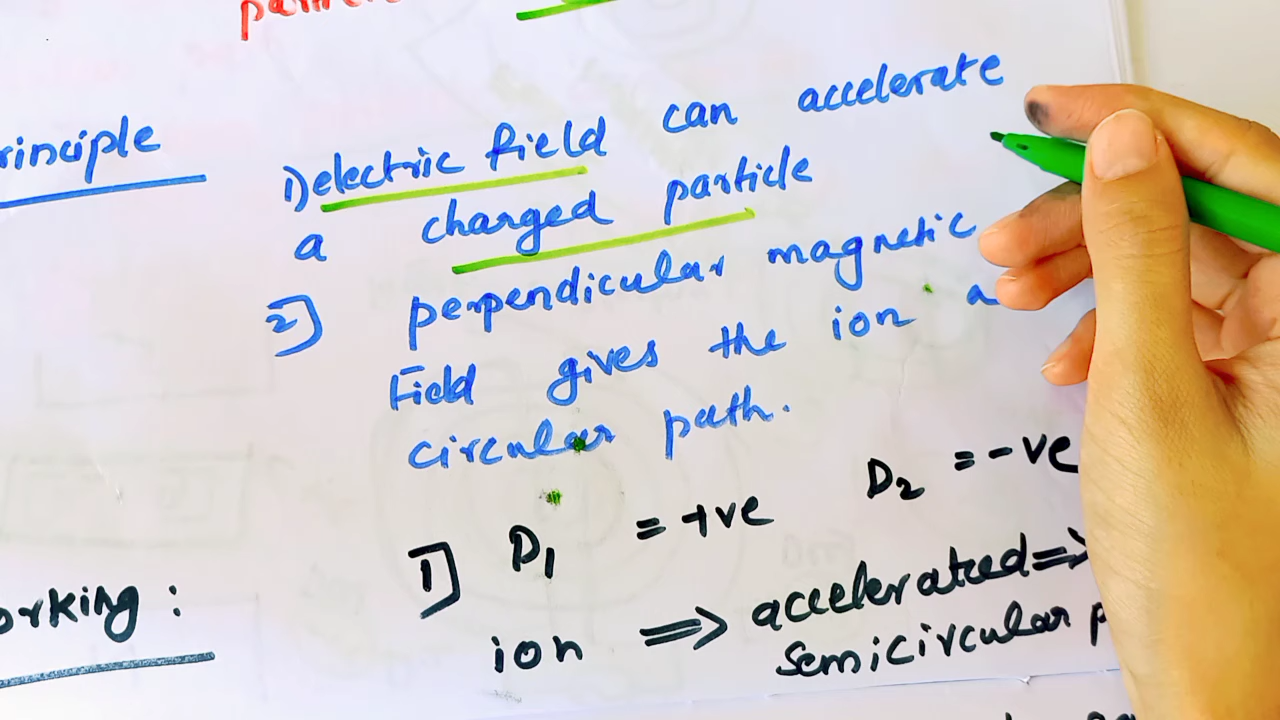 rinciple
1) electric field can accelerate
a charged particle
2] perpendicular magnetic
Field gives the ion a
circular path.
orking :
1] D1 = +ve D2 = -ve
ion ⇒ acceleratred ⇒
semicircular p